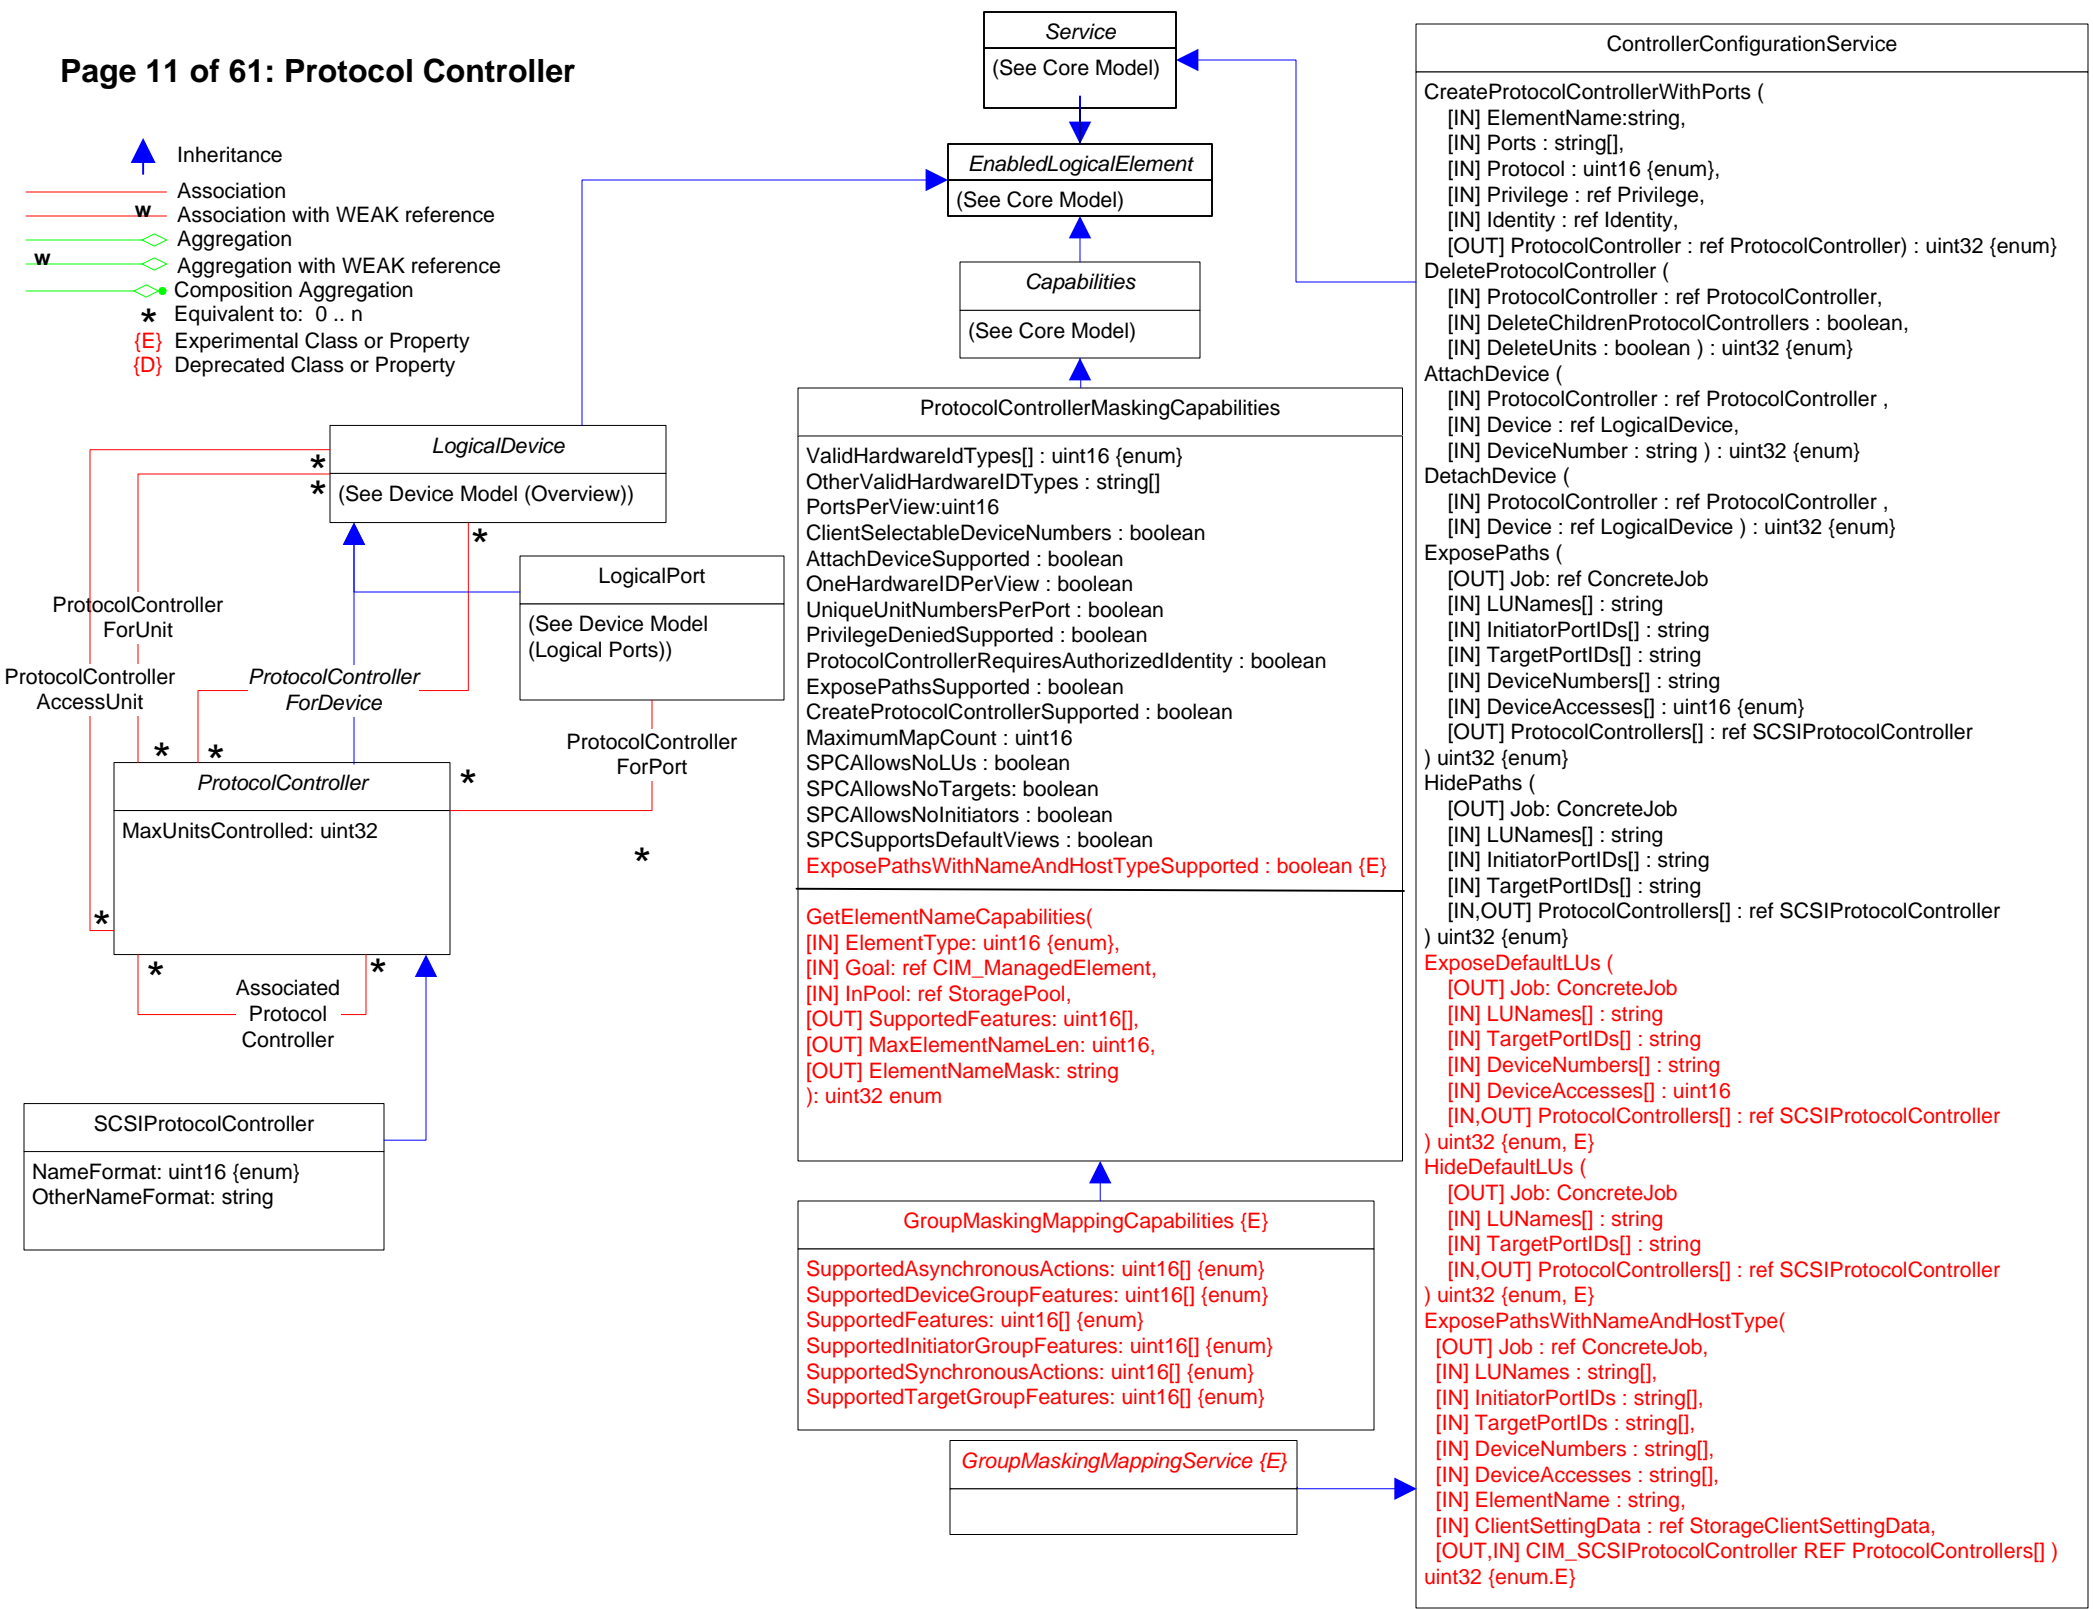 Page 11 of 61: Protocol Controller
Inheritance
Association
w
Association with WEAK reference
Aggregation
w
Aggregation with WEAK reference
Composition Aggregation
* Equivalent to: 0 .. n
{E} Experimental Class or Property
{D} Deprecated Class or Property
Service
(See Core Model)
EnabledLogicalElement
(See Core Model)
Capabilities
(See Core Model)
LogicalDevice
(See Device Model (Overview))
*
*
*
LogicalPort
(See Device Model
(Logical Ports))
ProtocolController
ForUnit
ProtocolController
AccessUnit
ProtocolController
ForDevice
ProtocolController
ForPort
*
*
*
*
ProtocolController
MaxUnitsControlled: uint32
*
*
*
Associated
Protocol
Controller
SCSIProtocolController
NameFormat: uint16 {enum}
OtherNameFormat: string
ProtocolControllerMaskingCapabilities
ValidHardwareIdTypes[] : uint16 {enum}
OtherValidHardwareIDTypes : string[]
PortsPerView:uint16
ClientSelectableDeviceNumbers : boolean
AttachDeviceSupported : boolean
OneHardwareIDPerView : boolean
UniqueUnitNumbersPerPort : boolean
PrivilegeDeniedSupported : boolean
ProtocolControllerRequiresAuthorizedIdentity : boolean
ExposePathsSupported : boolean
CreateProtocolControllerSupported : boolean
MaximumMapCount : uint16
SPCAllowsNoLUs : boolean
SPCAllowsNoTargets: boolean
SPCAllowsNoInitiators : boolean
SPCSupportsDefaultViews : boolean
ExposePathsWithNameAndHostTypeSupported : boolean {E}
GetElementNameCapabilities(
[IN] ElementType: uint16 {enum},
[IN] Goal: ref CIM_ManagedElement,
[IN] InPool: ref StoragePool,
[OUT] SupportedFeatures: uint16[],
[OUT] MaxElementNameLen: uint16,
[OUT] ElementNameMask: string
): uint32 enum
GroupMaskingMappingCapabilities {E}
SupportedAsynchronousActions: uint16[] {enum}
SupportedDeviceGroupFeatures: uint16[] {enum}
SupportedFeatures: uint16[] {enum}
SupportedInitiatorGroupFeatures: uint16[] {enum}
SupportedSynchronousActions: uint16[] {enum}
SupportedTargetGroupFeatures: uint16[] {enum}
GroupMaskingMappingService {E}
ControllerConfigurationService
CreateProtocolControllerWithPorts (
[IN] ElementName:string,
[IN] Ports : string[],
[IN] Protocol : uint16 {enum},
[IN] Privilege : ref Privilege,
[IN] Identity : ref Identity,
[OUT] ProtocolController : ref ProtocolController) : uint32 {enum}
DeleteProtocolController (
[IN] ProtocolController : ref ProtocolController,
[IN] DeleteChildrenProtocolControllers : boolean,
[IN] DeleteUnits : boolean ) : uint32 {enum}
AttachDevice (
[IN] ProtocolController : ref ProtocolController ,
[IN] Device : ref LogicalDevice,
[IN] DeviceNumber : string ) : uint32 {enum}
DetachDevice (
[IN] ProtocolController : ref ProtocolController ,
[IN] Device : ref LogicalDevice ) : uint32 {enum}
ExposePaths (
[OUT] Job: ref ConcreteJob
[IN] LUNames[] : string
[IN] InitiatorPortIDs[] : string
[IN] TargetPortIDs[] : string
[IN] DeviceNumbers[] : string
[IN] DeviceAccesses[] : uint16 {enum}
[OUT] ProtocolControllers[] : ref SCSIProtocolController
) uint32 {enum}
HidePaths (
[OUT] Job: ConcreteJob
[IN] LUNames[] : string
[IN] InitiatorPortIDs[] : string
[IN] TargetPortIDs[] : string
[IN,OUT] ProtocolControllers[] : ref SCSIProtocolController
) uint32 {enum}
ExposeDefaultLUs (
[OUT] Job: ConcreteJob
[IN] LUNames[] : string
[IN] TargetPortIDs[] : string
[IN] DeviceNumbers[] : string
[IN] DeviceAccesses[] : uint16
[IN,OUT] ProtocolControllers[] : ref SCSIProtocolController
) uint32 {enum, E}
HideDefaultLUs (
[OUT] Job: ConcreteJob
[IN] LUNames[] : string
[IN] TargetPortIDs[] : string
[IN,OUT] ProtocolControllers[] : ref SCSIProtocolController
) uint32 {enum, E}
ExposePathsWithNameAndHostType(
[OUT] Job : ref ConcreteJob,
[IN] LUNames : string[],
[IN] InitiatorPortIDs : string[],
[IN] TargetPortIDs : string[],
[IN] DeviceNumbers : string[],
[IN] DeviceAccesses : string[],
[IN] ElementName : string,
[IN] ClientSettingData : ref StorageClientSettingData,
[OUT,IN] CIM_SCSIProtocolController REF ProtocolControllers[] )
uint32 {enum.E}